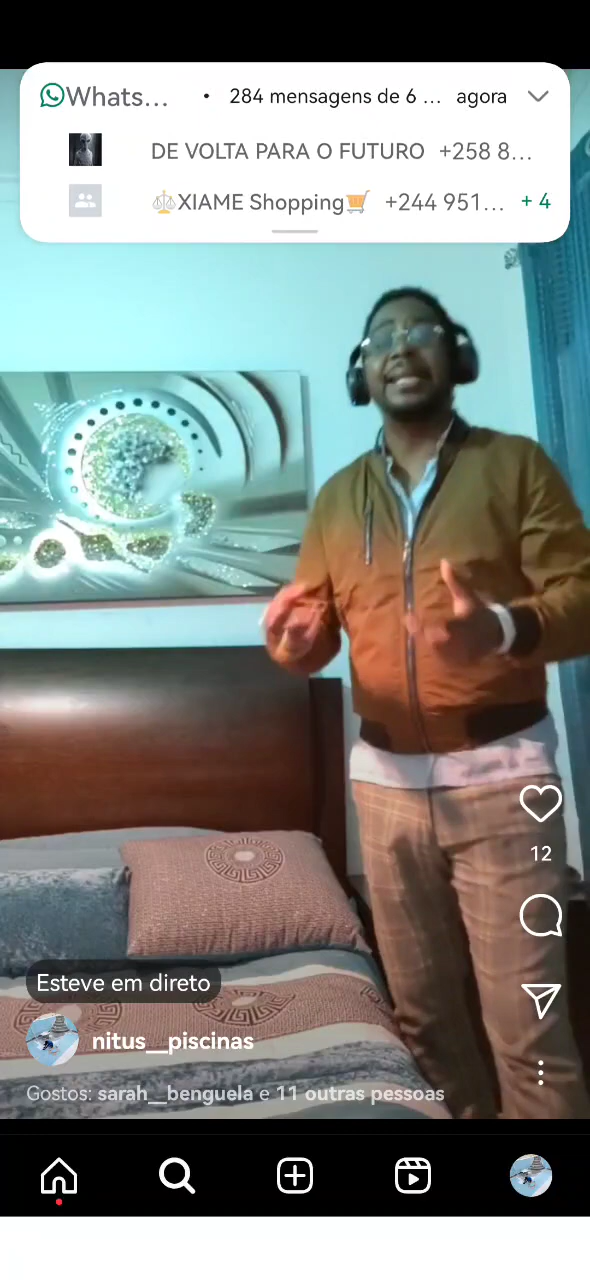 Whats... • 284 mensagens de 6 ... agora
DE VOLTA PARA O FUTURO +258 8...
⚖️XIAME Shopping🛒 +244 951... + 4
12
Esteve em direto
nitus__piscinas
Gostos: sarah__benguela e 11 outras pessoas